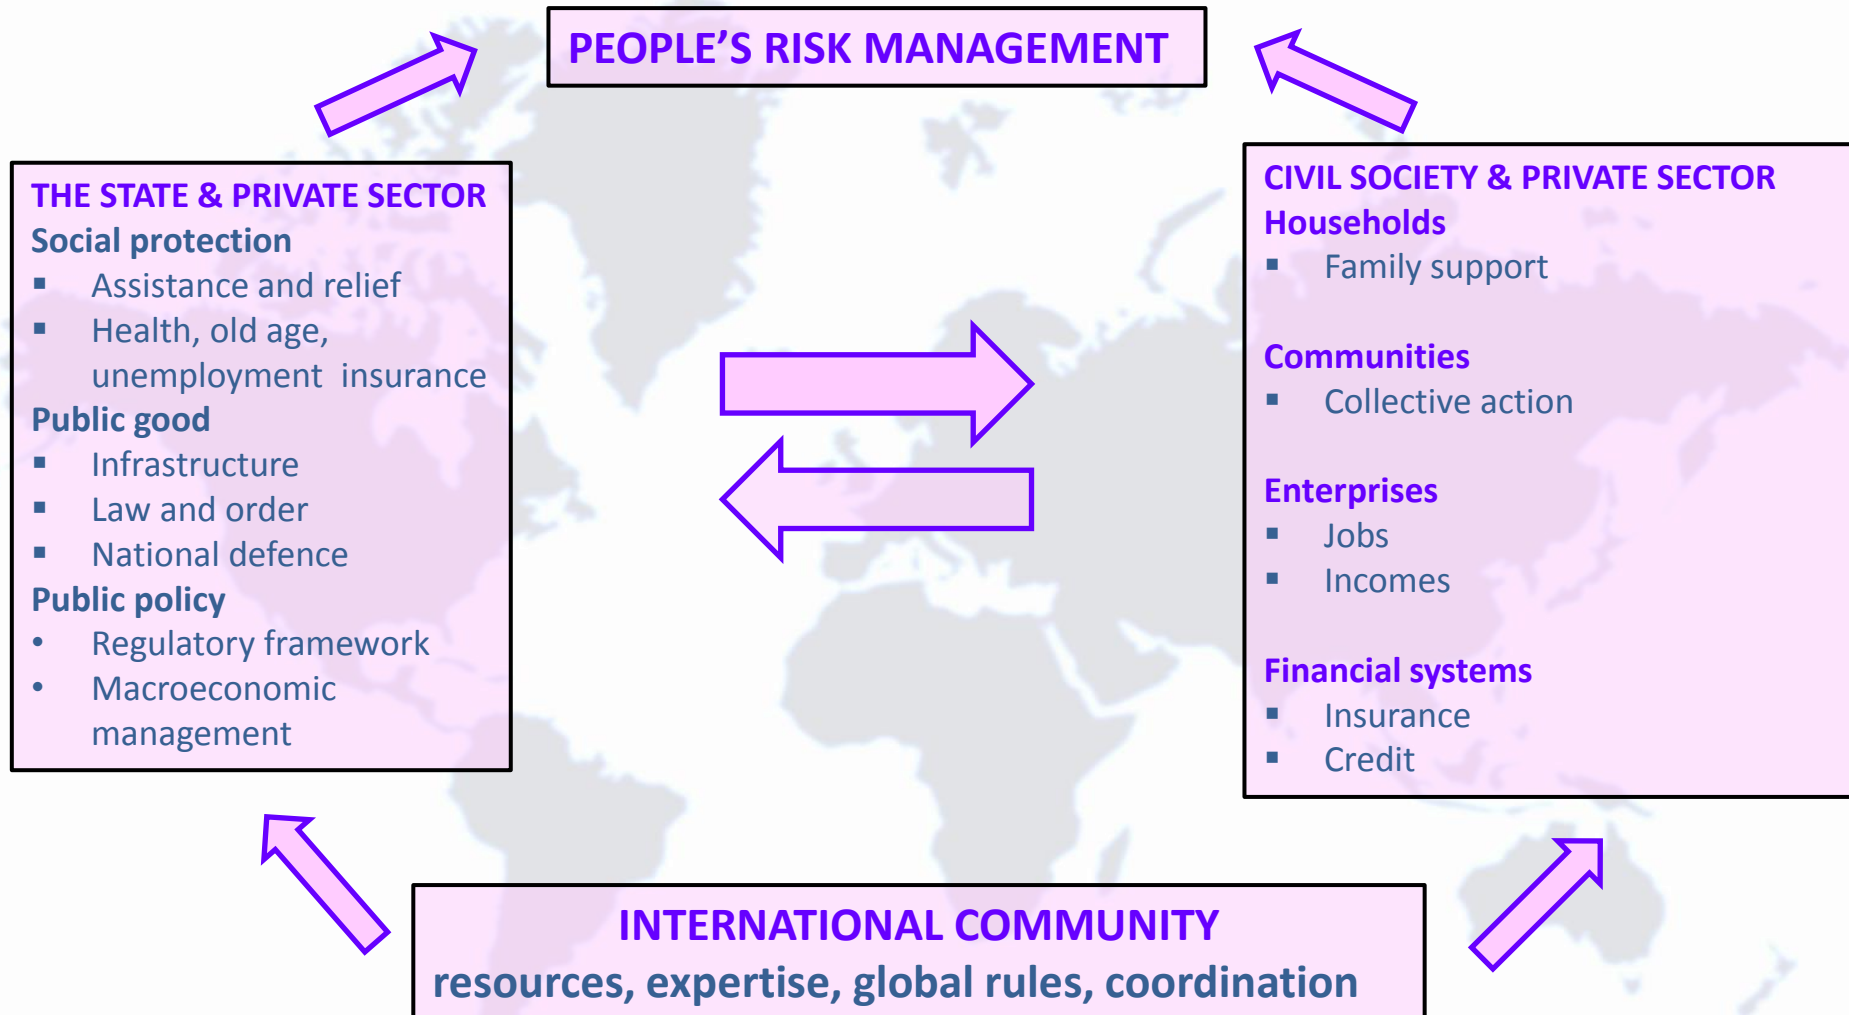 PEOPLE'S RISK MANAGEMENT
THE STATE & PRIVATE SECTOR
Social protection
▪ Assistance and relief
▪ Health, old age,
unemployment insurance
Public good
▪ Infrastructure
▪ Law and order
▪ National defence
Public policy
• Regulatory framework
• Macroeconomic
management
CIVIL SOCIETY & PRIVATE SECTOR
Households
▪ Family support
Communities
▪ Collective action
Enterprises
▪ Jobs
▪ Incomes
Financial systems
▪ Insurance
▪ Credit
INTERNATIONAL COMMUNITY
resources, expertise, global rules, coordination